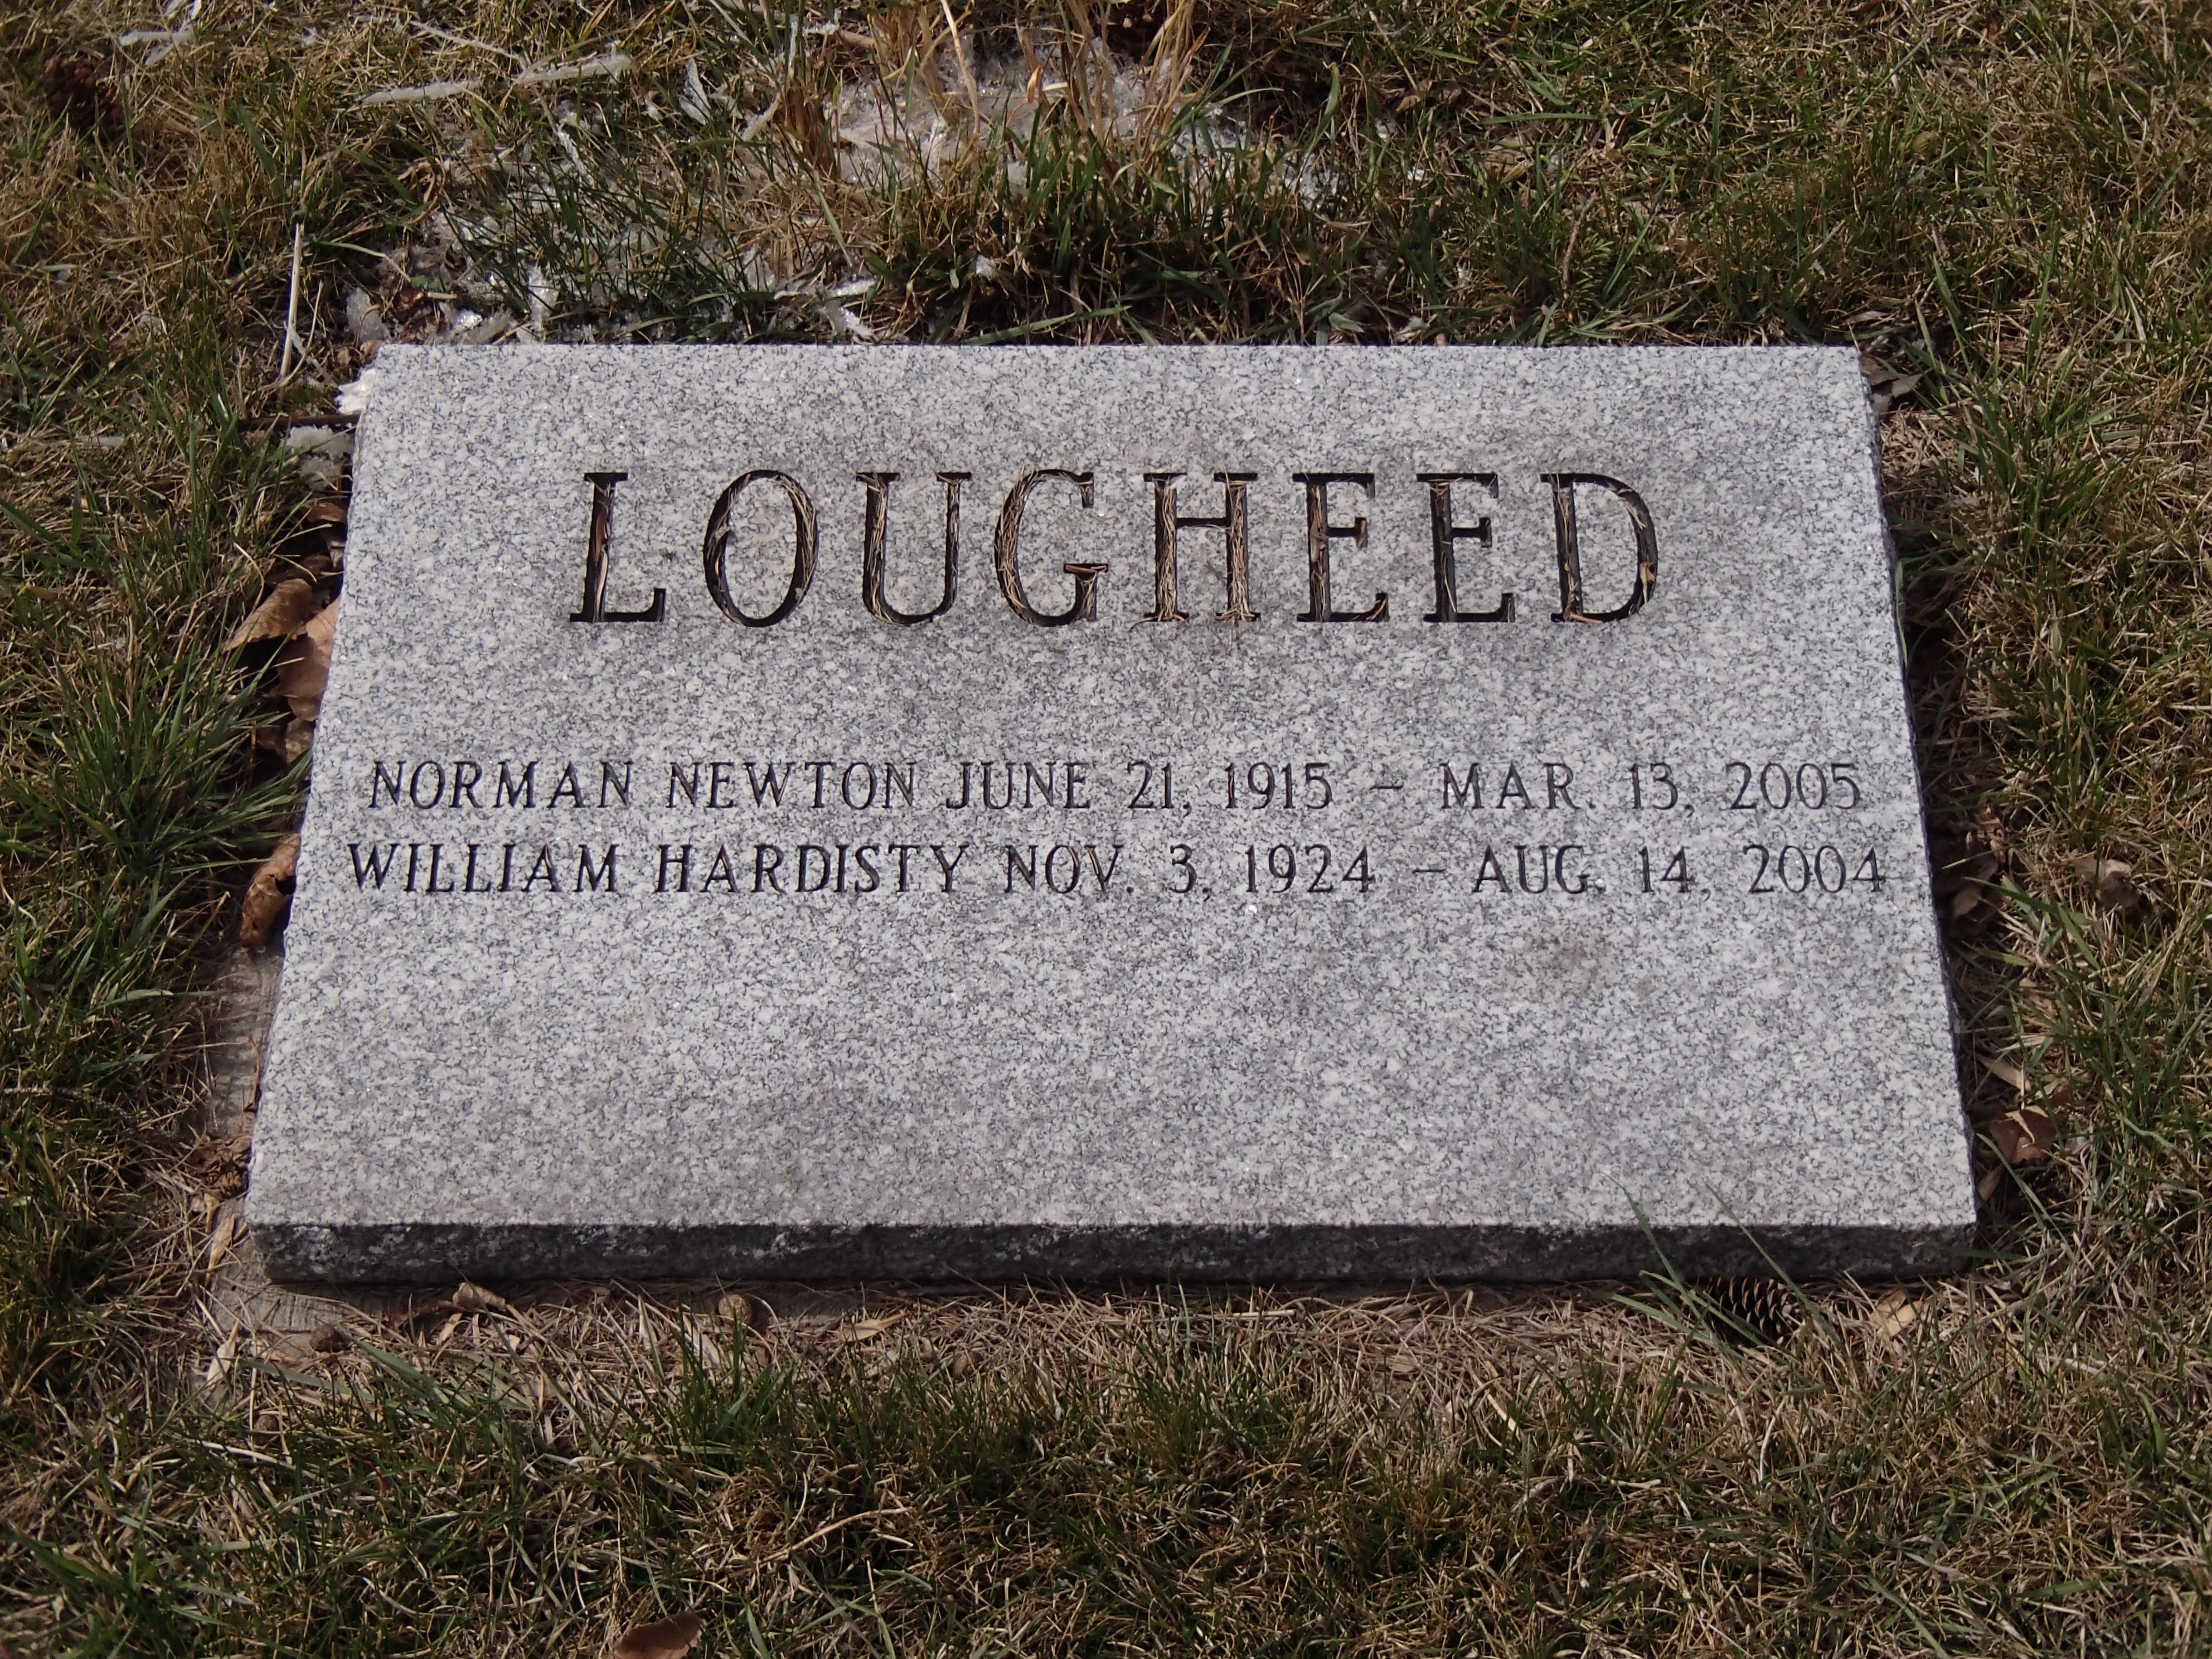 LOUGHEED
NORMAN NEWTON JUNE 21, 1915 – MAR. 13, 2005
WILLIAM HARDISTY NOV. 3, 1924 – AUG. 14, 2004